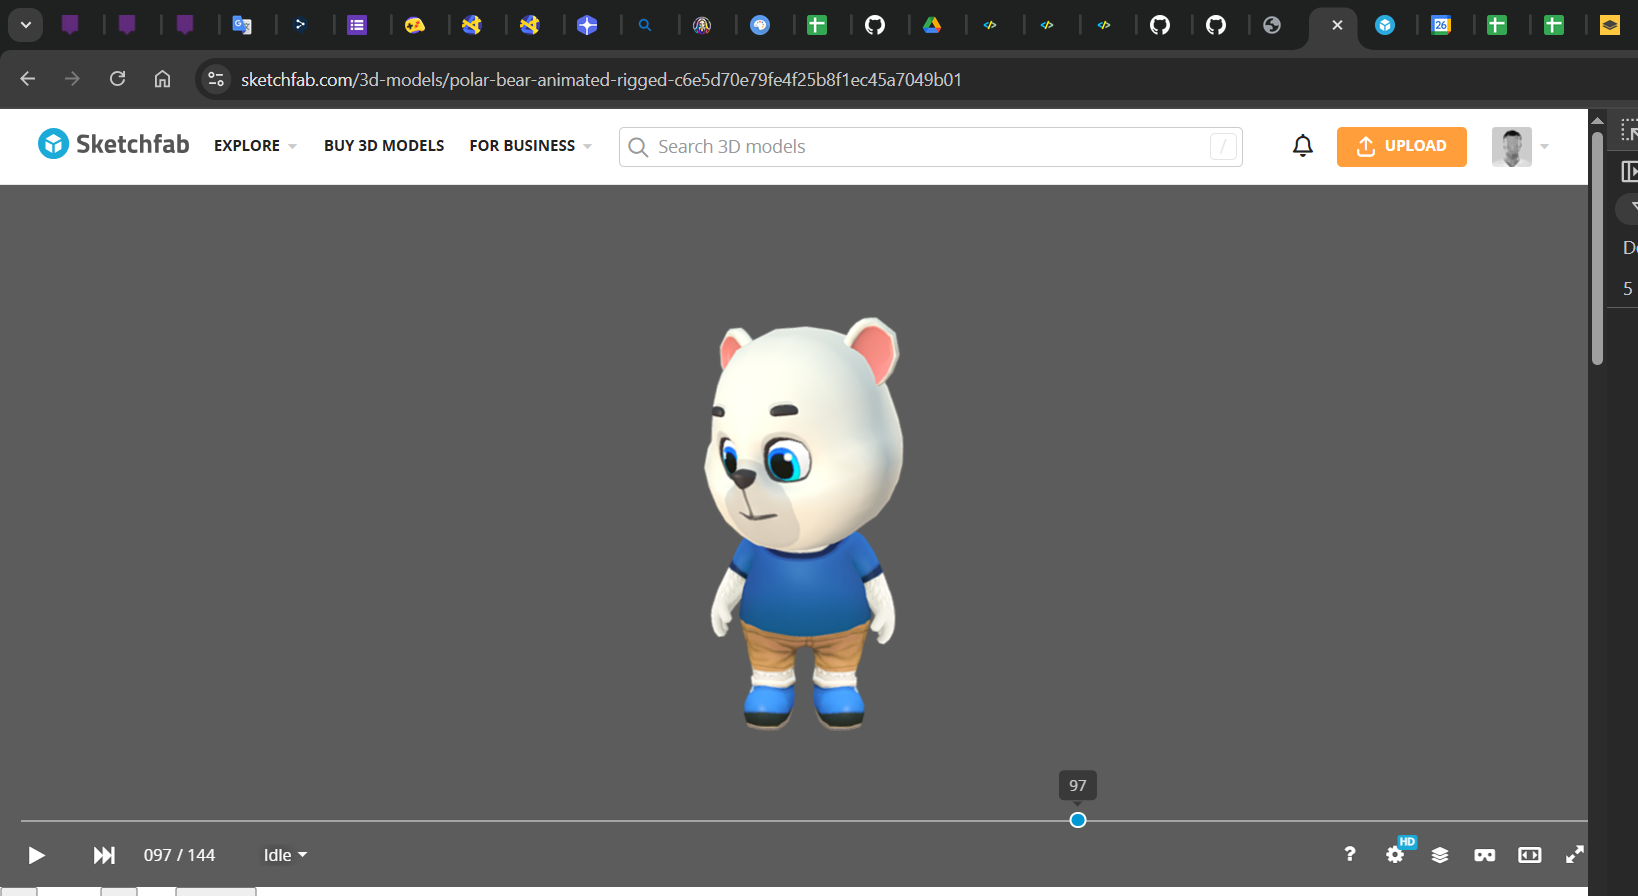 26
sketchfab.com/3d-models/polar-bear-animated-rigged-c6e5d70e79fe4f25b8f1ec45a7049b01
Sketchfab EXPLORE BUY 3D MODELS FOR BUSINESS Search 3D models / UPLOAD
5
97
097 / 144 Idle ? HD